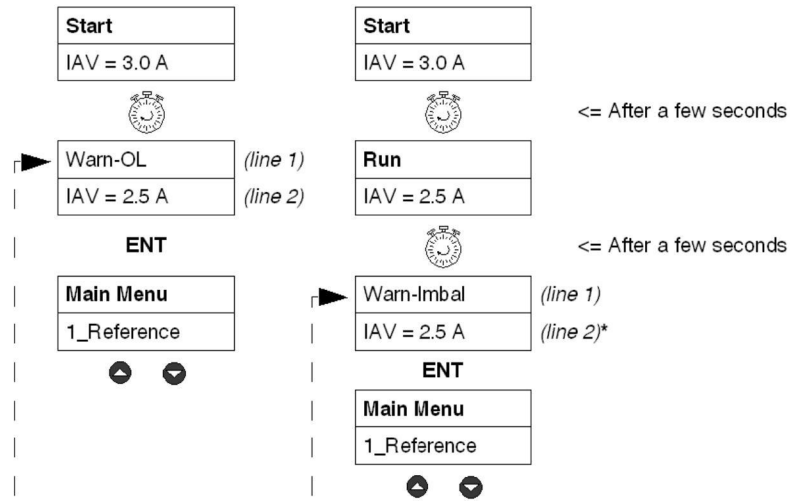 Start
IAV = 3.0 A
Warn-OL (line 1)
IAV = 2.5 A (line 2)
ENT
Main Menu
1_Reference
Start
IAV = 3.0 A
<= After a few seconds
Run
IAV = 2.5 A
<= After a few seconds
Warn-Imbal (line 1)
IAV = 2.5 A (line 2)*
ENT
Main Menu
1_Reference